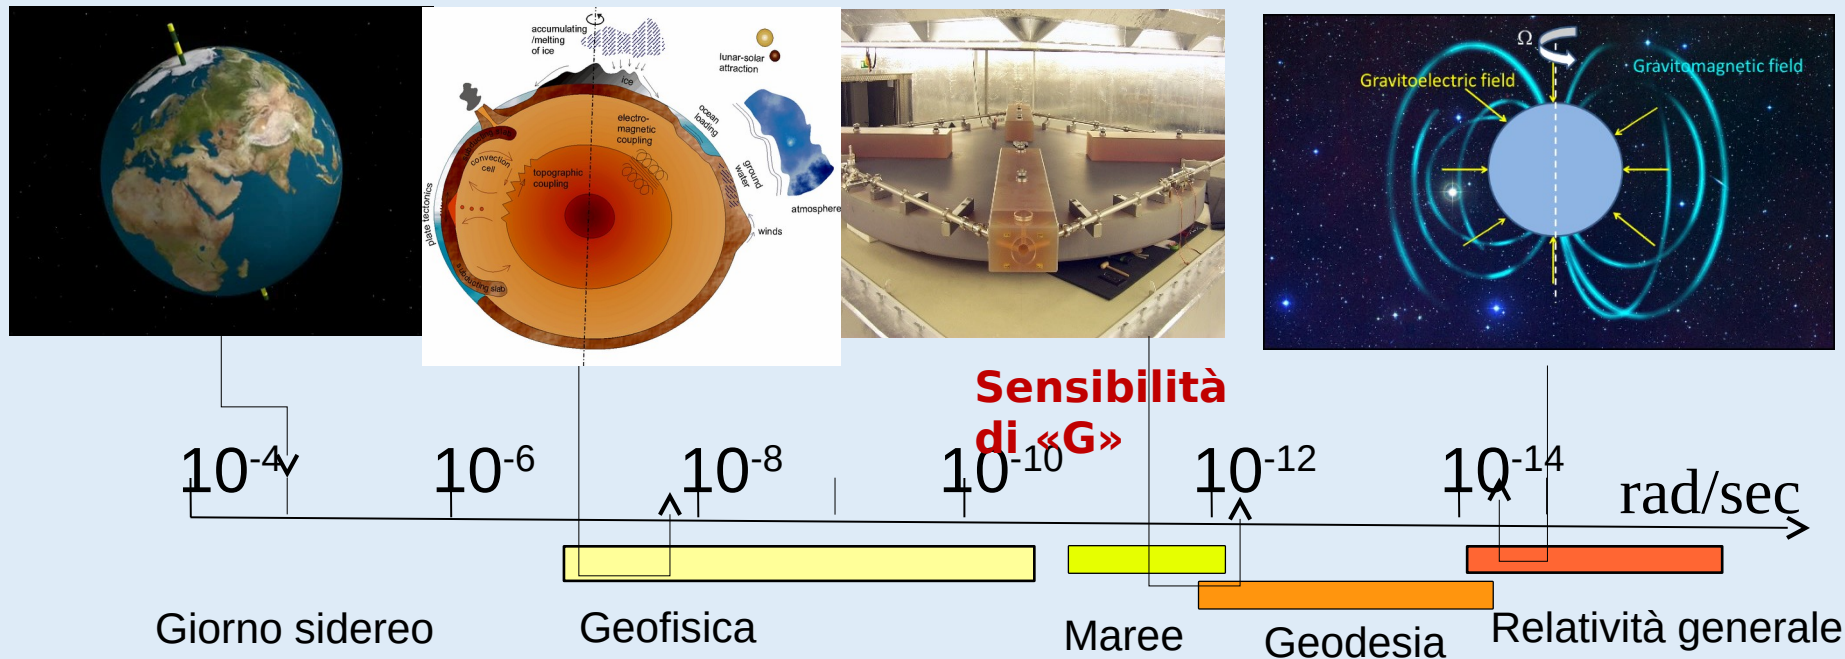 accumulating
/melting
of ice
lunar-solar
attraction
ice
ocean
loading
electro-
magnetic
coupling
convection
cell
topographic
coupling
ground
water
plate tectonics
atmosphere
winds
subducting slab
Ω
Gravitoelectric field
Gravitomagnetic field
Sensibilità
di «G»
10-4 10-6 10-8 10-10 10-12 10-14 rad/sec
Giorno sidereo Geofisica Maree Geodesia Relatività generale